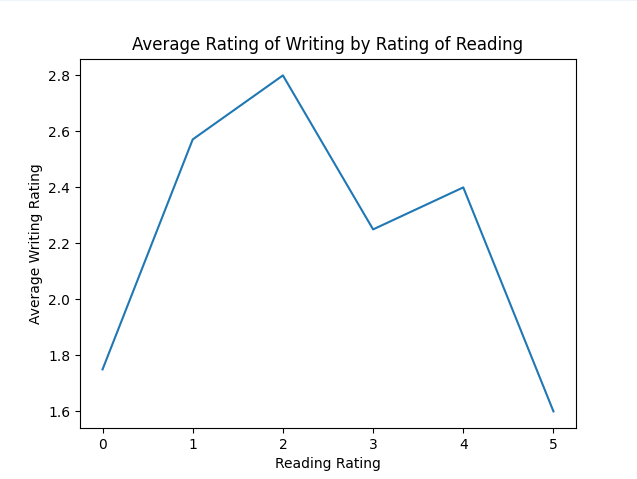 Average Rating of Writing by Rating of Reading
2.8
2.6
2.4
2.2
2.0
1.8
1.6
Average Writing Rating
0 1 2 3 4 5
Reading Rating